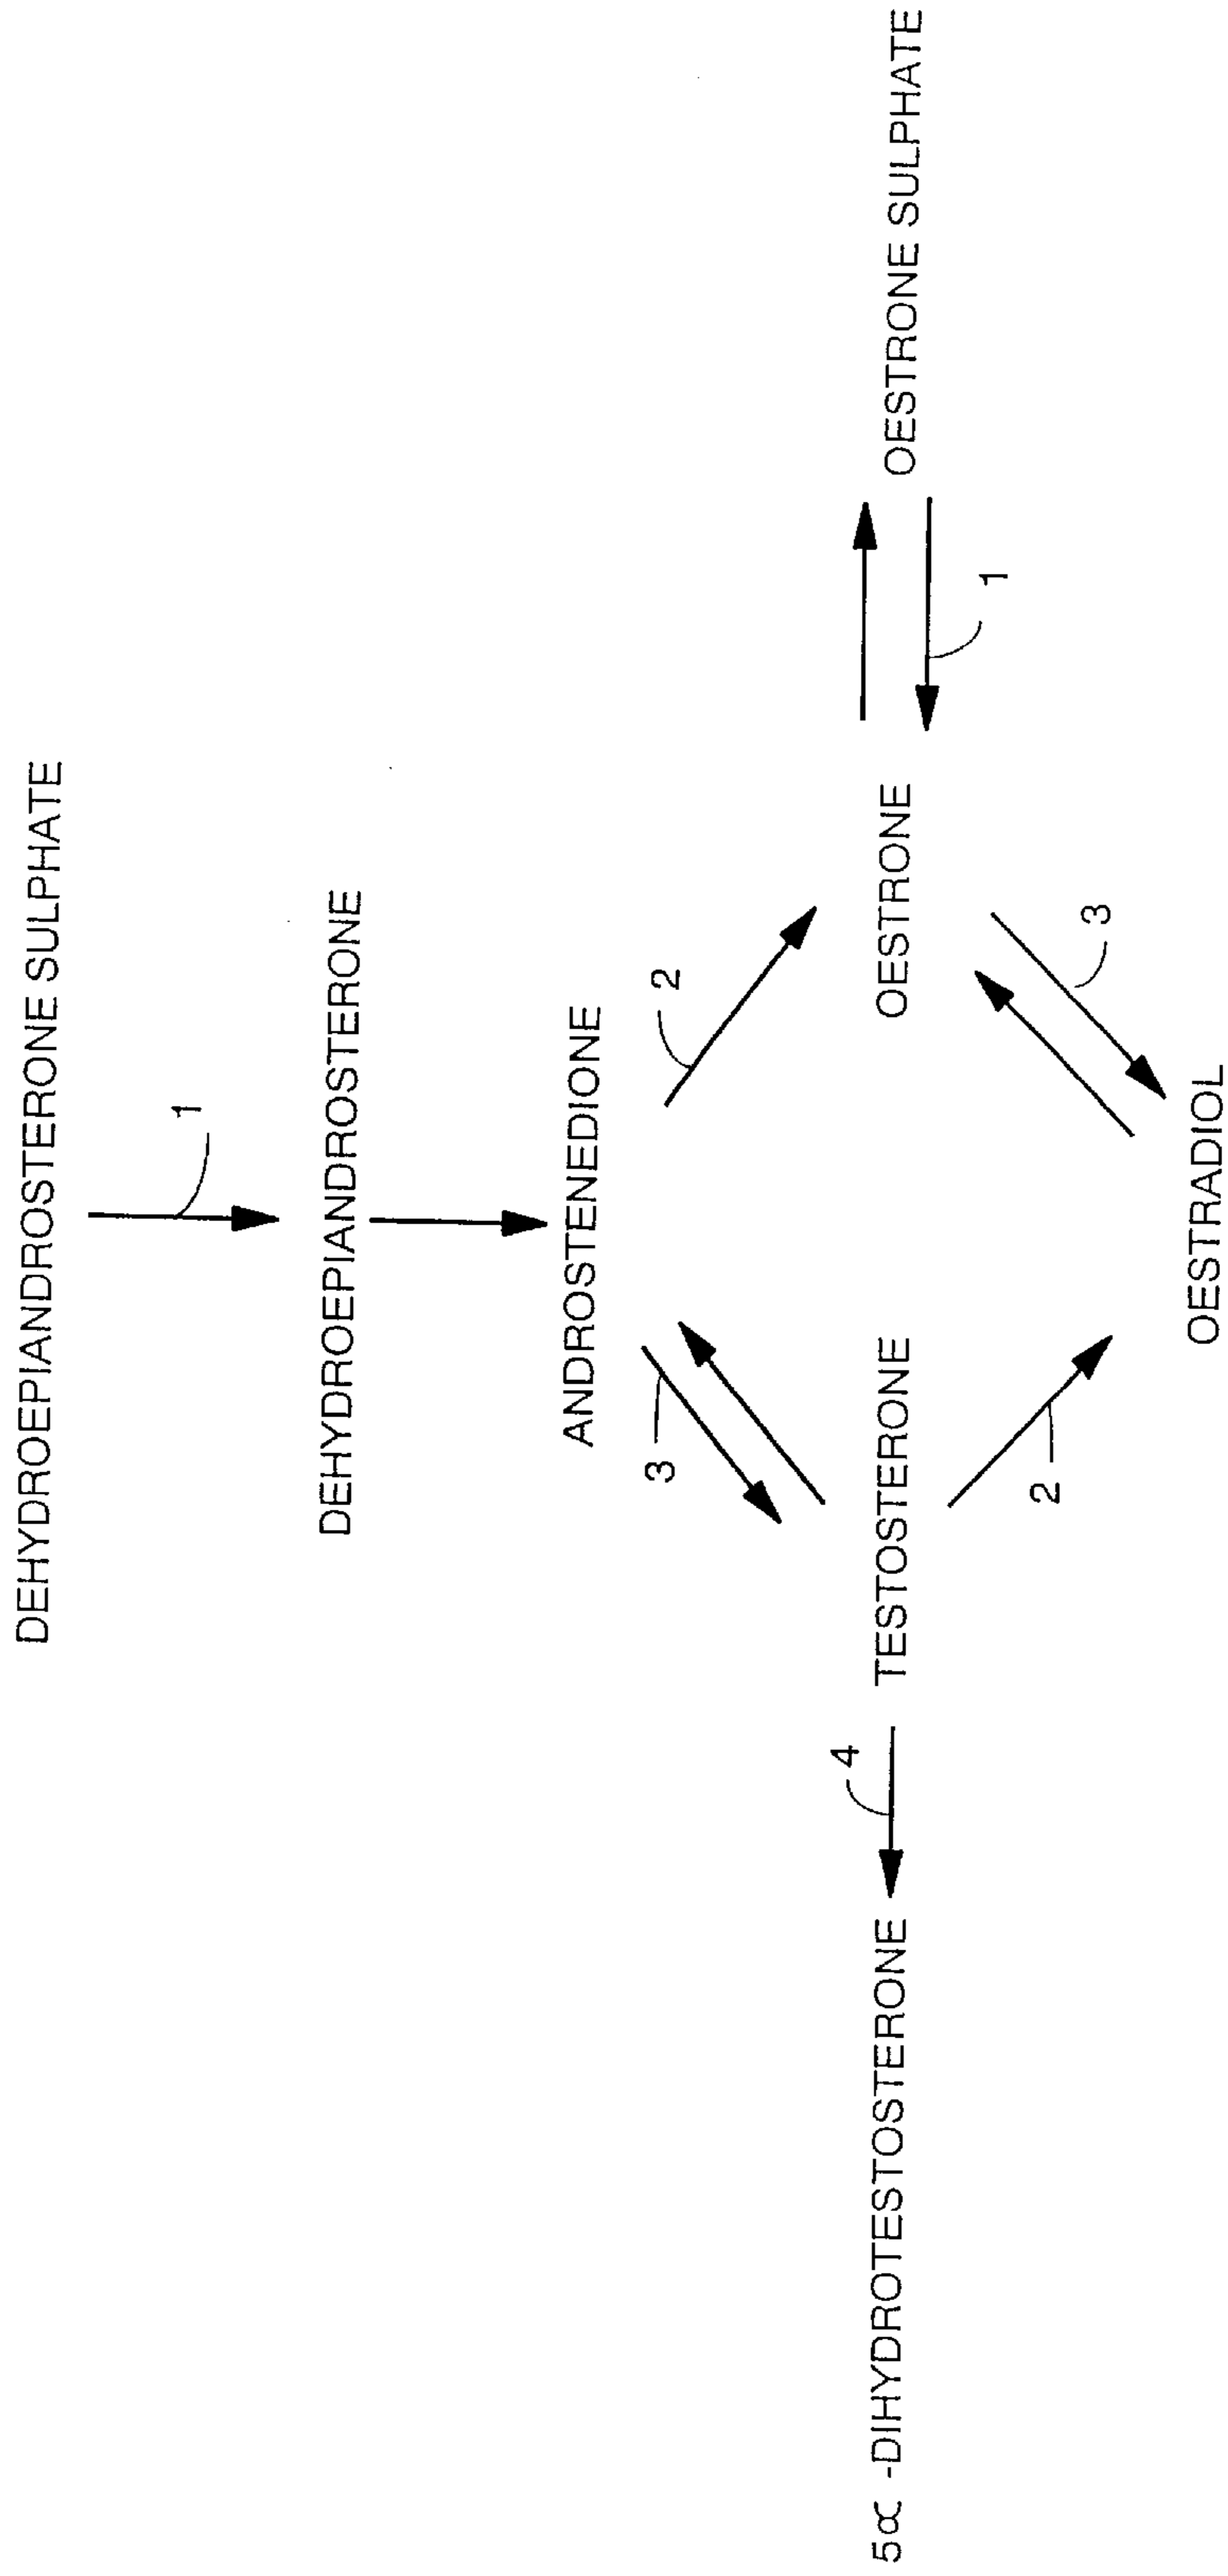 DEHYDROEPIANDROSTERONE SULPHATE
1
DEHYDROEPIANDROSTERONE
ANDROSTENEDIONE
3
2
4
5α -DIHYDROTESTOSTERONE
TESTOSTERONE
OESTRONE
OESTRONE SULPHATE
1
2
3
OESTRADIOL